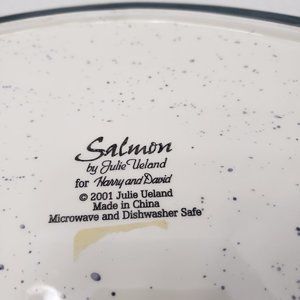 Salmon
by Julie Ueland
for Harry and David
© 2001 Julie Ueland
Made in China
Microwave and Dishwasher Safe